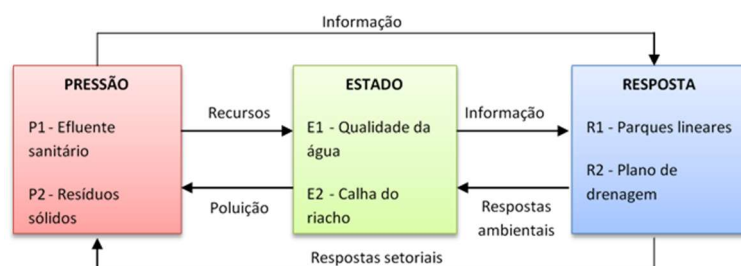 Informação
PRESSÃO
P1 - Efluente
sanitário
P2 - Resíduos
sólidos
Recursos
Poluição
ESTADO
E1 - Qualidade da
água
E2 - Calha do
riacho
Informação
Respostas
ambientais
RESPOSTA
R1 - Parques lineares
R2 - Plano de
drenagem
Respostas setoriais